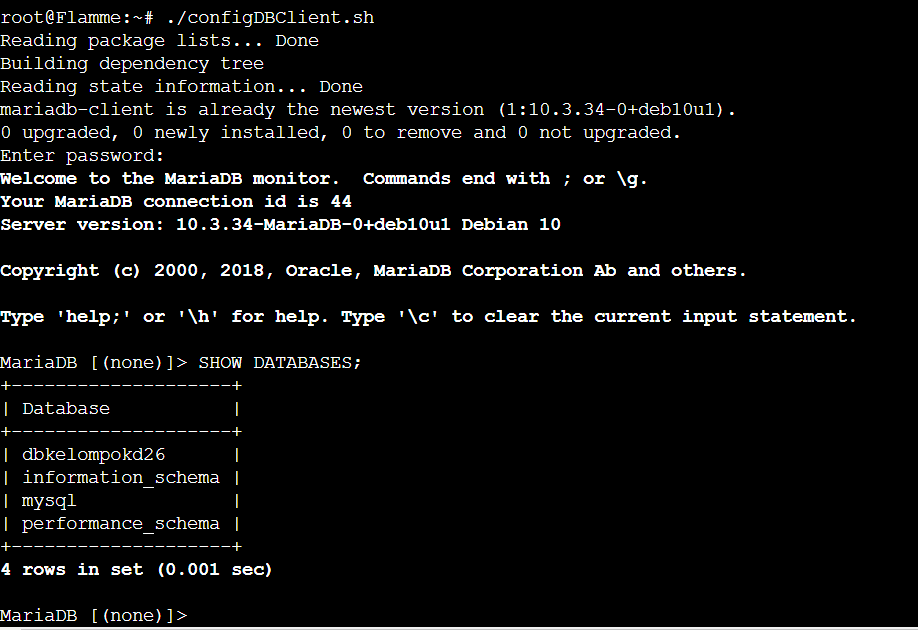 root@Flamme:~# ./configDBClient.sh
Reading package lists... Done
Building dependency tree
Reading state information... Done
mariadb-client is already the newest version (1:10.3.34-0+deb10u1).
0 upgraded, 0 newly installed, 0 to remove and 0 not upgraded.
Enter password:
Welcome to the MariaDB monitor.  Commands end with ; or \g.
Your MariaDB connection id is 44
Server version: 10.3.34-MariaDB-0+deb10u1 Debian 10

Copyright (c) 2000, 2018, Oracle, MariaDB Corporation Ab and others.

Type 'help;' or '\h' for help. Type '\c' to clear the current input statement.

MariaDB [(none)]> SHOW DATABASES;
+--------------------+
| Database           |
+--------------------+
| dbkelompokd26      |
| information_schema |
| mysql              |
| performance_schema |
+--------------------+
4 rows in set (0.001 sec)

MariaDB [(none)]>